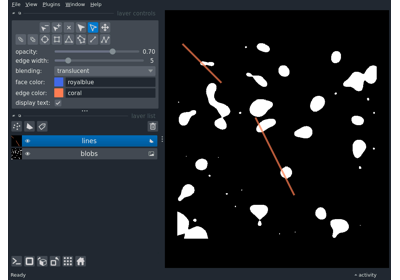 File View Plugins Window Help
layer controls
opacity: 0.70
edge width: 5
blending: translucent
face color: royalblue
edge color: coral
display text:
layer list
lines
blobs
Ready
activity